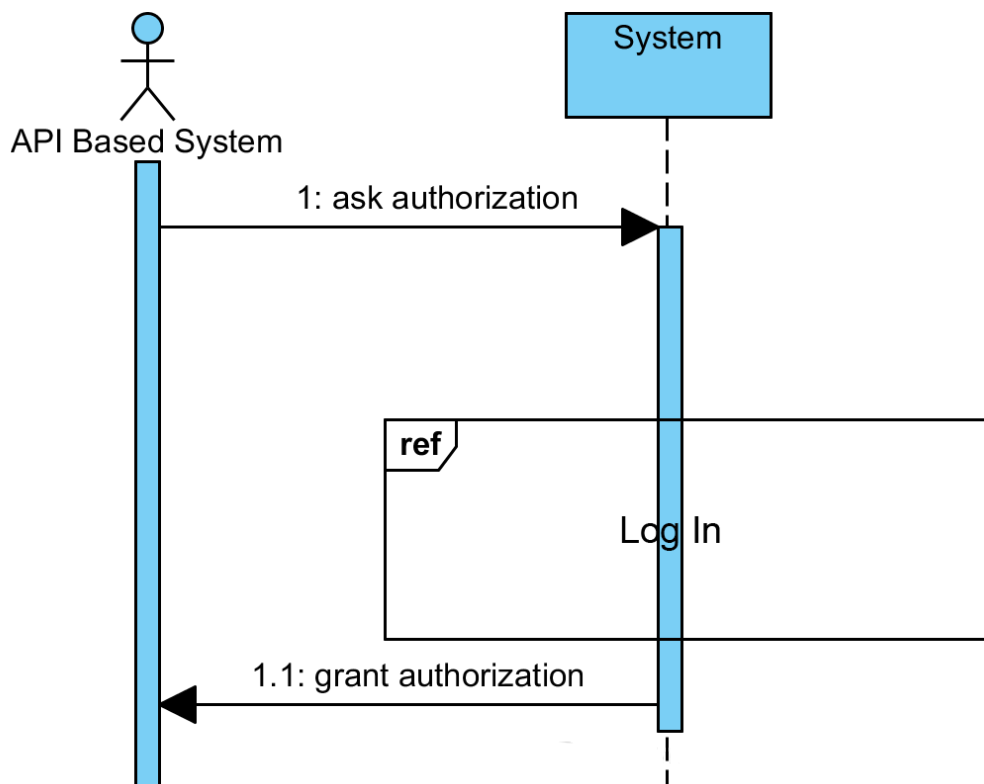 System
API Based System
1: ask authorization
ref
Log In
1.1: grant authorization